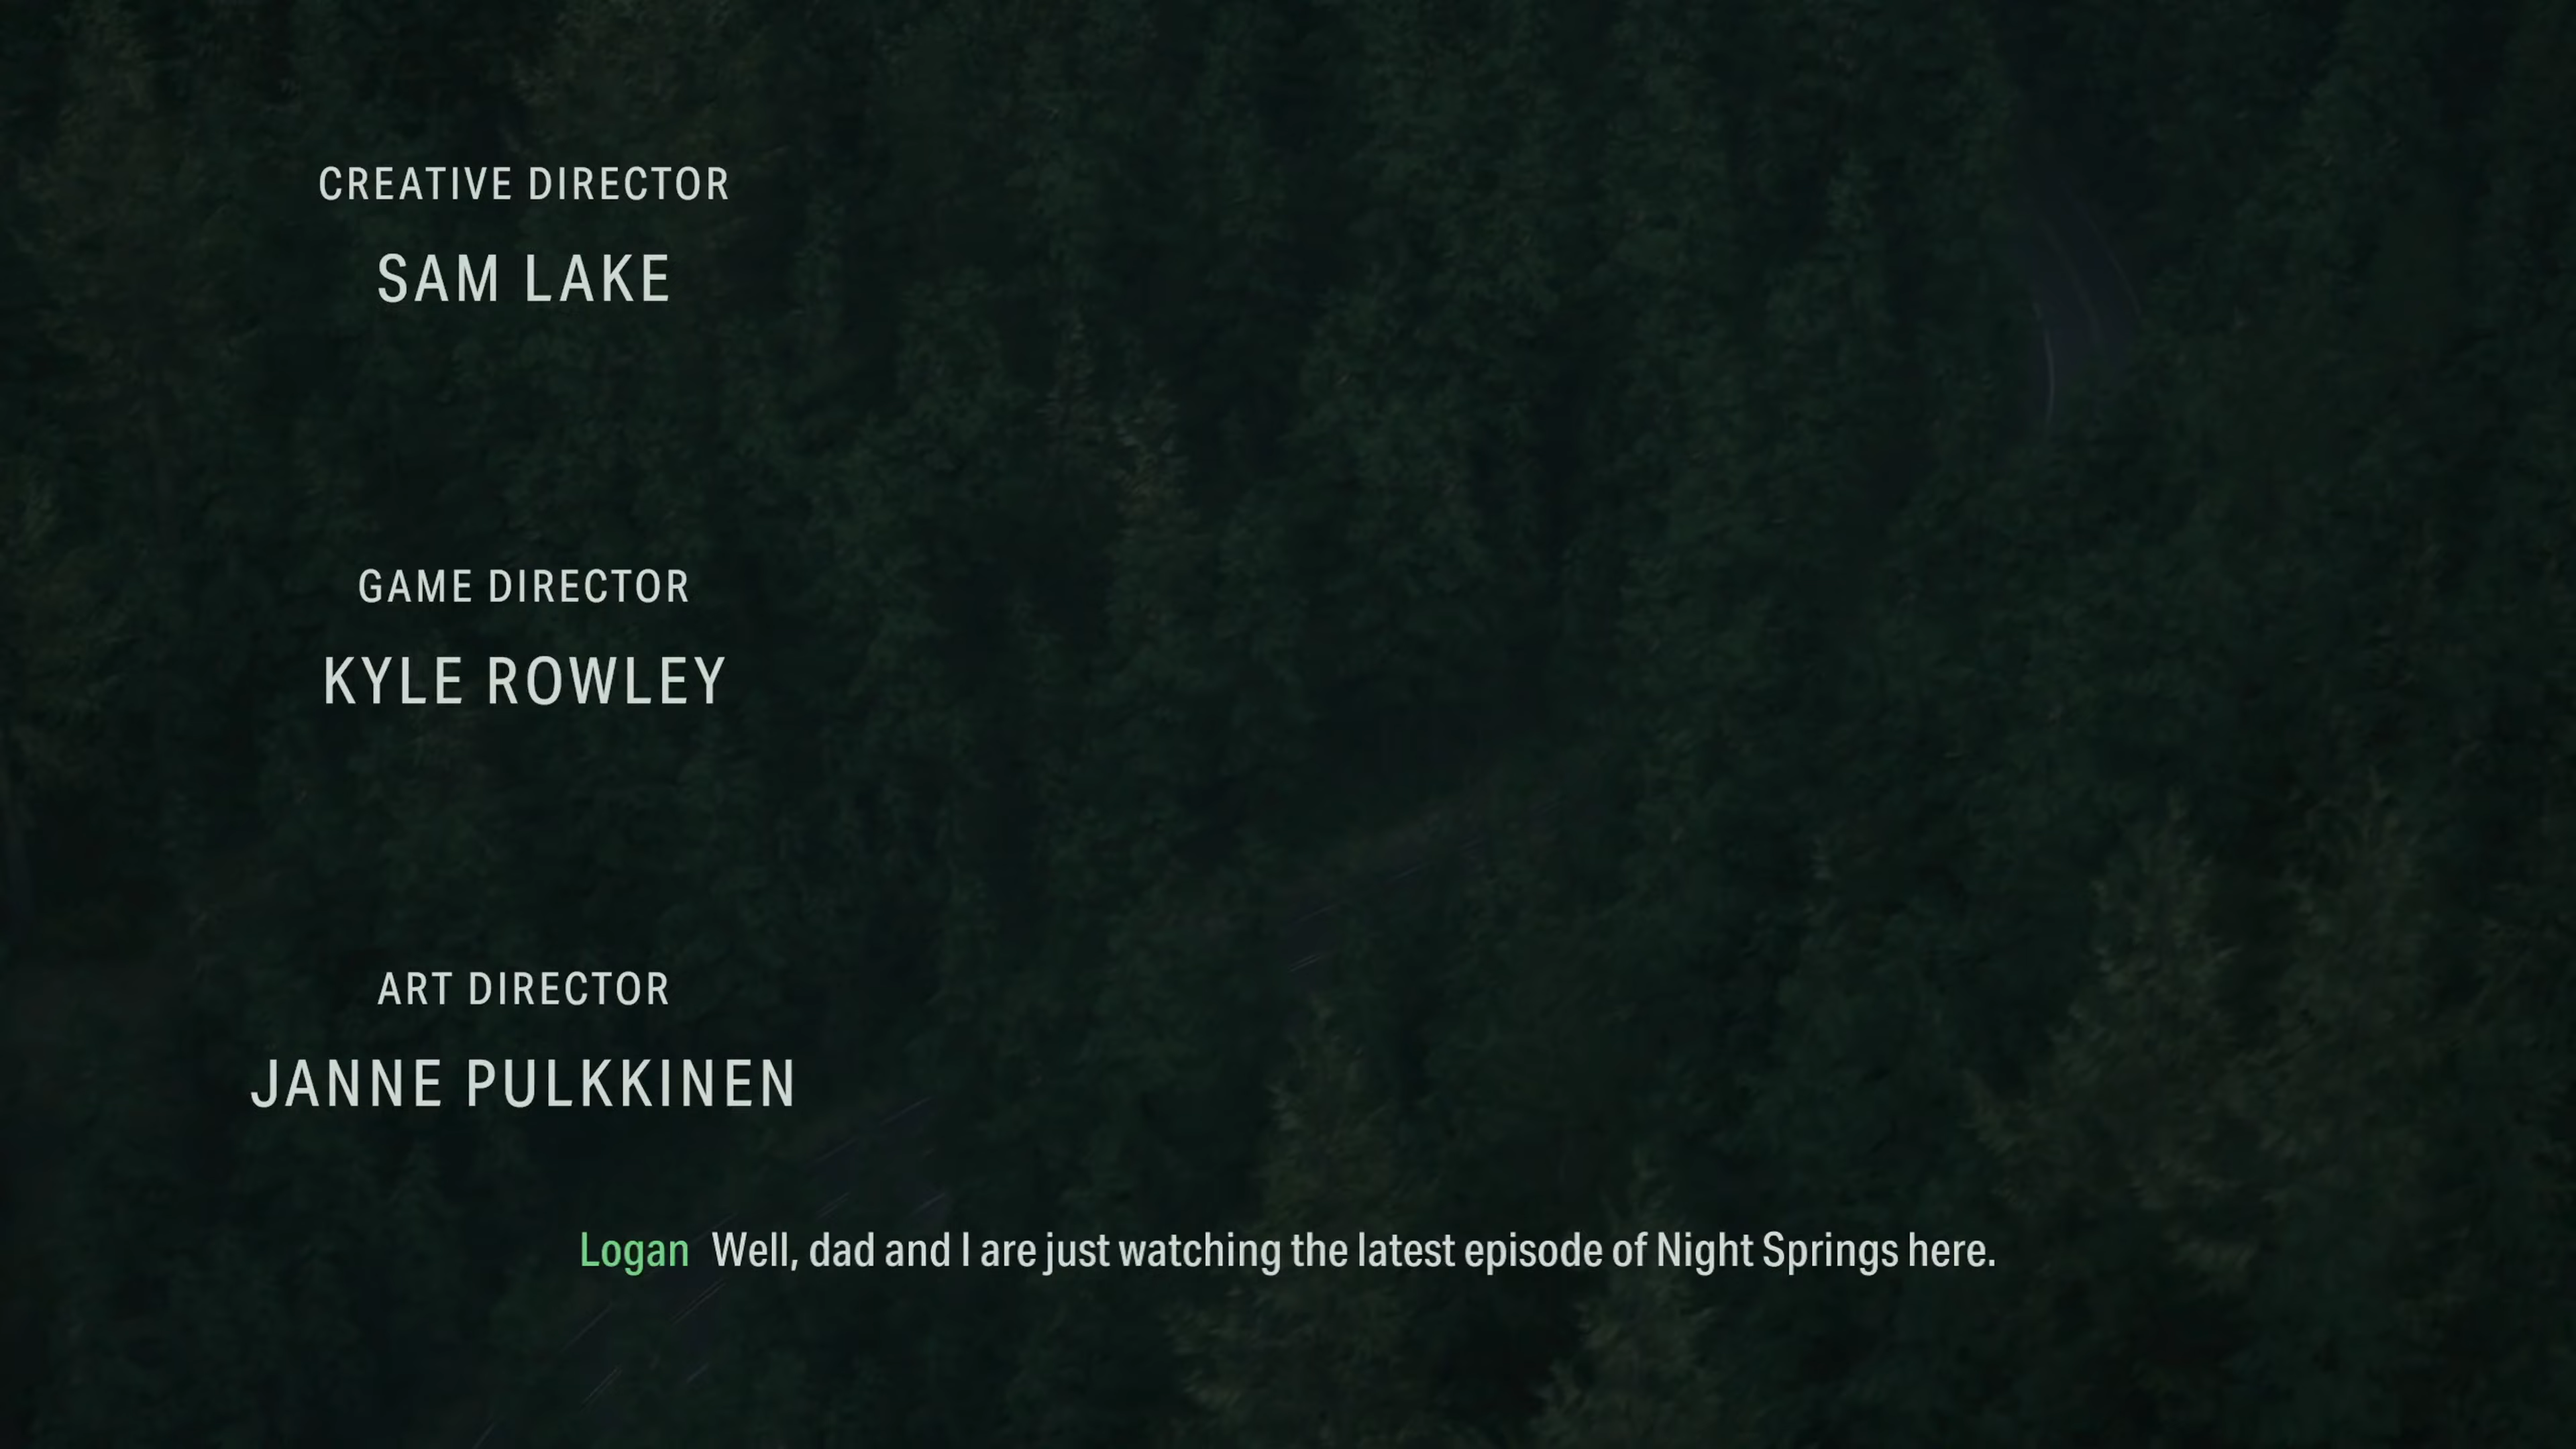 CREATIVE DIRECTOR
SAM LAKE
GAME DIRECTOR
KYLE ROWLEY
ART DIRECTOR
JANNE PULKKINEN
Logan Well, dad and I are just watching the latest episode of Night Springs here.